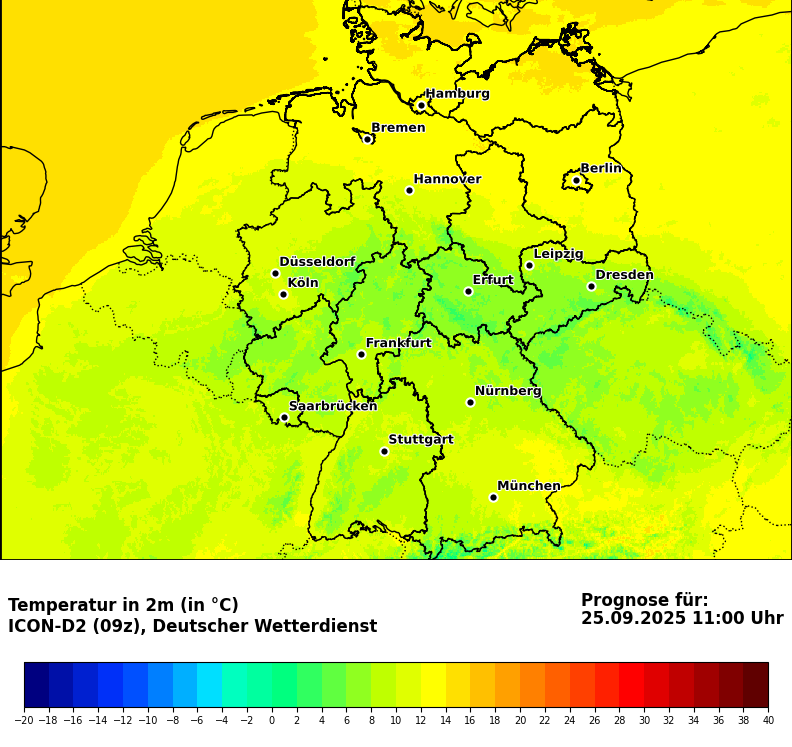 Hamburg
Bremen
Berlin
Hannover
Leipzig
Düsseldorf
Dresden
Köln
Erfurt
Frankfurt
Nürnberg
Saarbrücken
Stuttgart
München
Temperatur in 2m (in °C)
ICON-D2 (09z), Deutscher Wetterdienst
Prognose für:
25.09.2025 11:00 Uhr
−20 −18 −16 −14 −12 −10 −8 −6 −4 −2 0 2 4 6 8 10 12 14 16 18 20 22 24 26 28 30 32 34 36 38 40